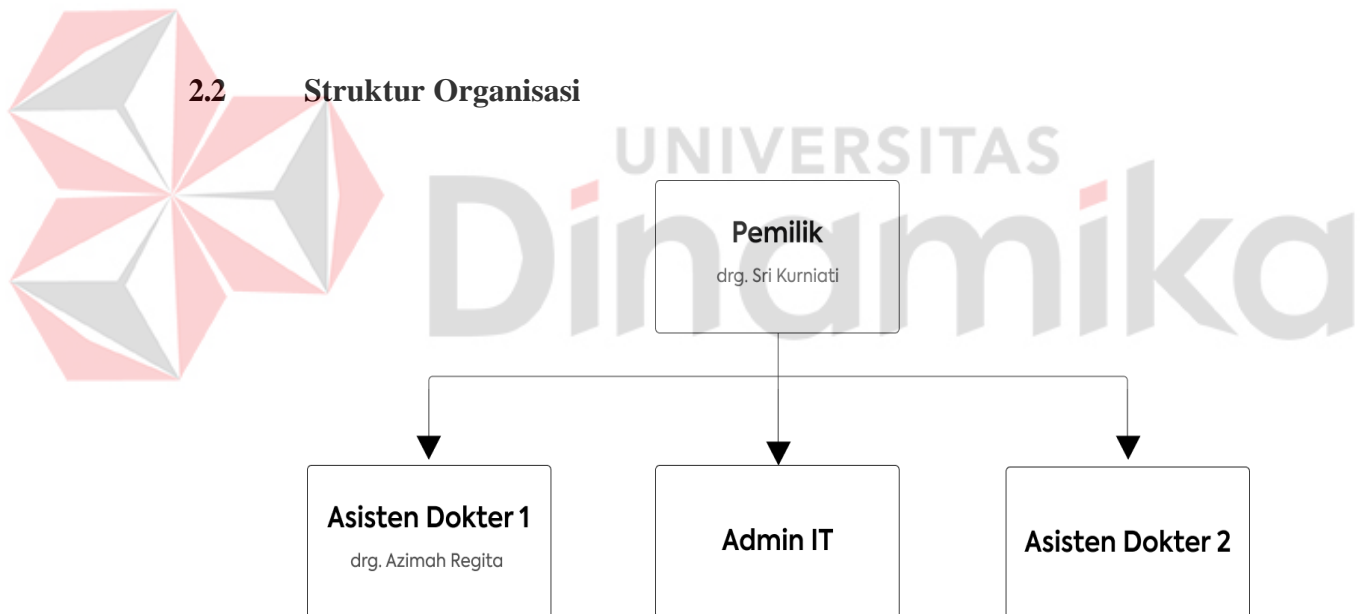 2.2 Struktur Organisasi
UNIVERSITAS
Dinamika
Pemilik
drg. Sri Kurniati
Asisten Dokter 1
drg. Azimah Regita
Admin IT
Asisten Dokter 2